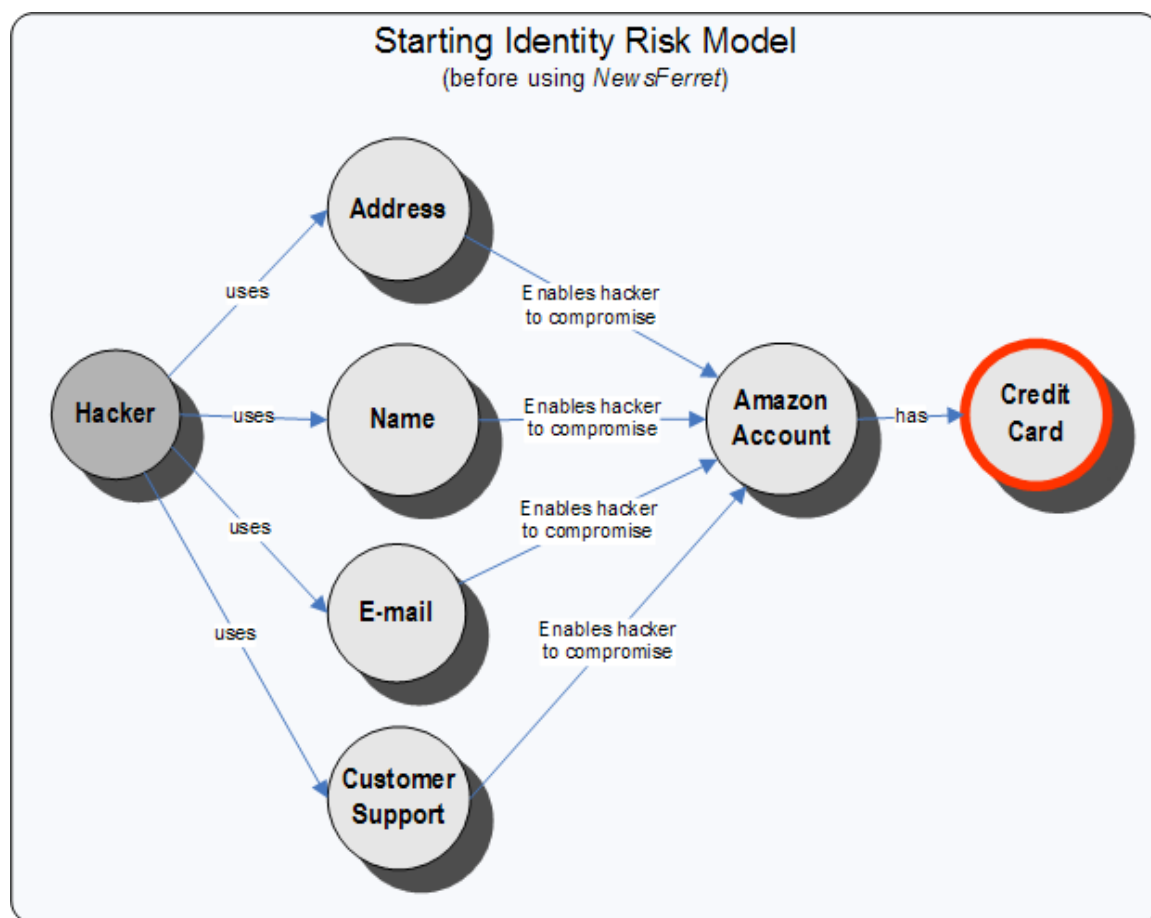 Starting Identity Risk Model
(before using NewsFerret)
Address
uses
Enables hacker
to compromise
Hacker
uses
Name
Enables hacker
to compromise
Amazon
Account
has
Credit
Card
uses
E-mail
Enables hacker
to compromise
uses
Customer
Support
Enables hacker
to compromise